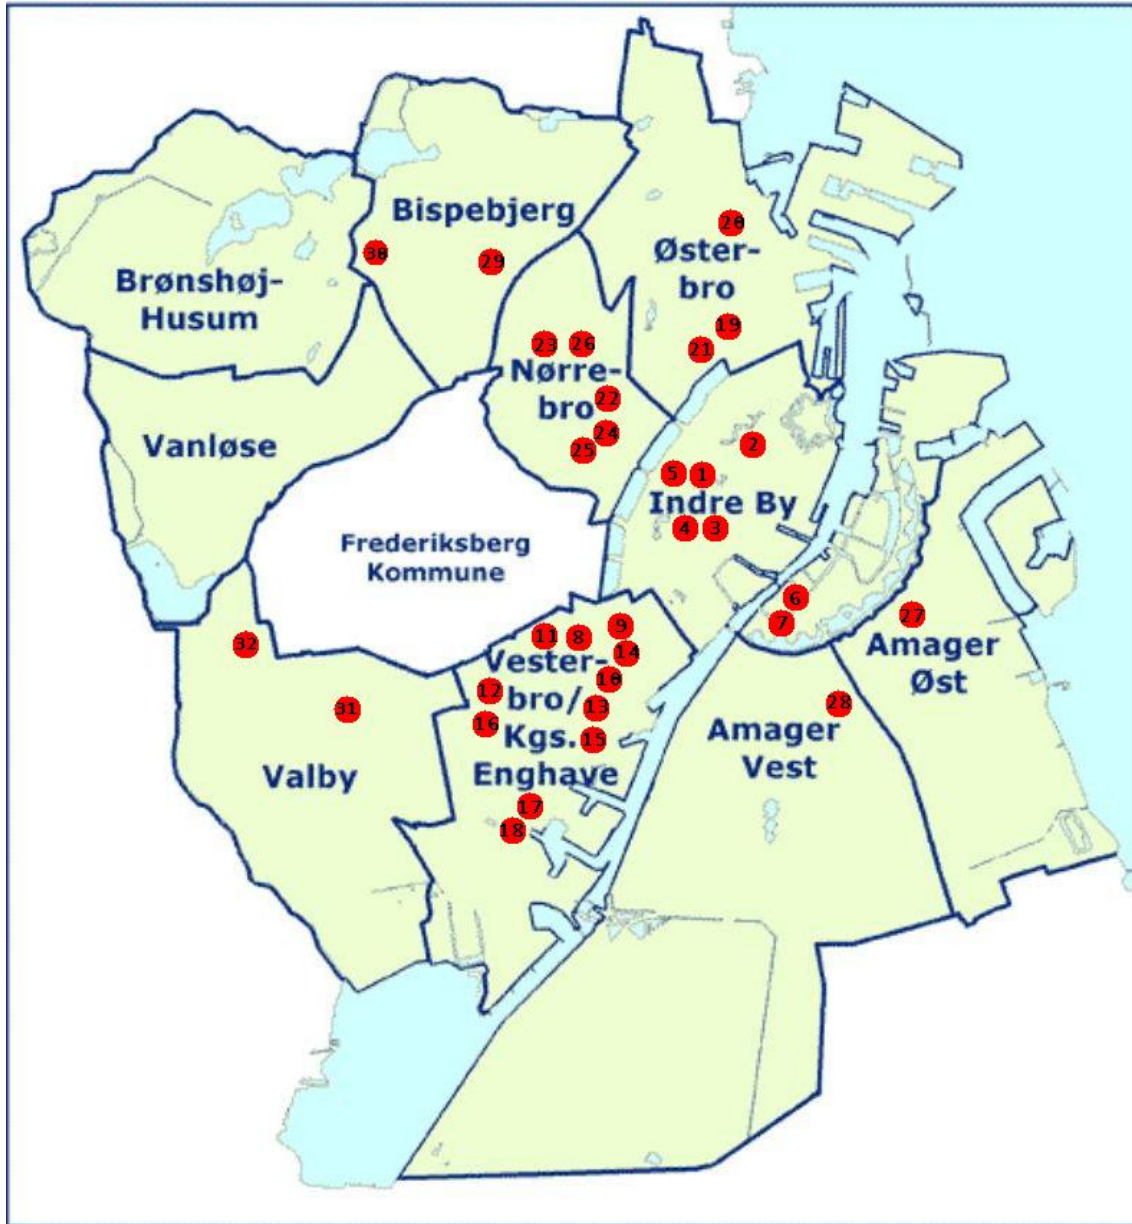 Bispebjerg
20
Øster-
bro
30
29
Brønshøj-
Husum
19
21
23
26
Nørre-
bro
22
24
25
Vanløse
2
5
1
Indre By
4
3
Frederiksberg
Kommune
6
7
27
Amager
Øst
32
11
8
9
14
Vester-
bro/
Kgs.
Enghave
10
12
13
16
15
31
Valby
28
Amager
Vest
17
18